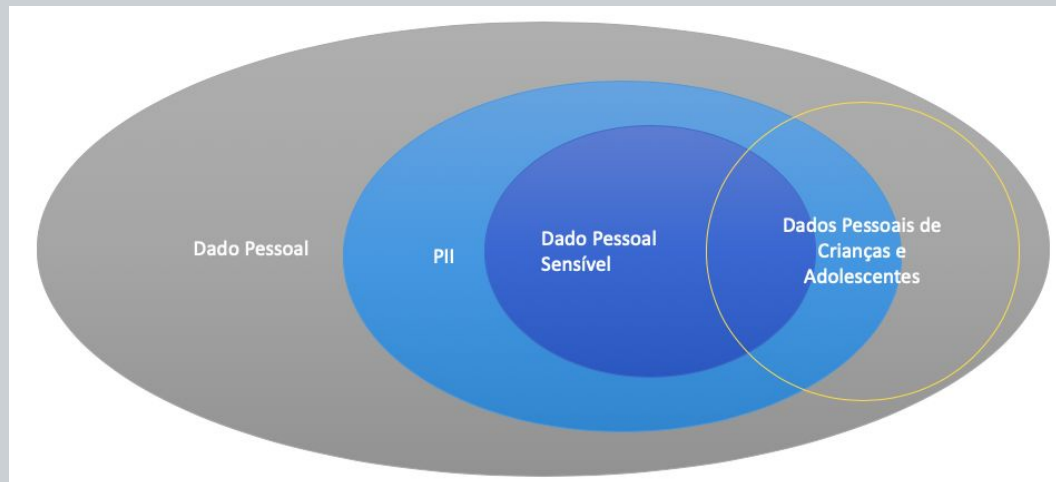 Dado Pessoal
PII
Dado Pessoal
Sensível
Dados Pessoais de
Crianças e
Adolescentes